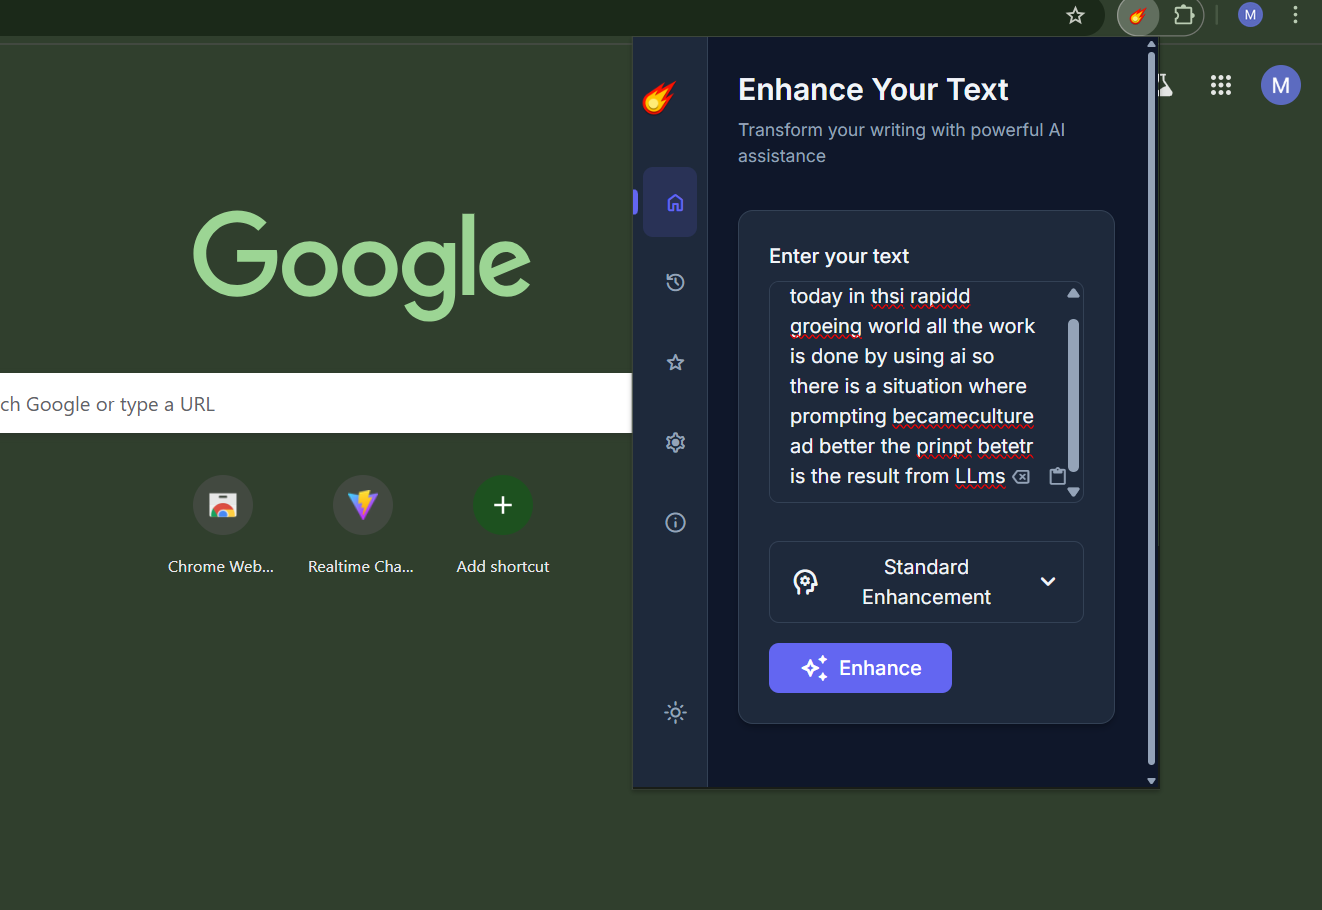 M
M
Google
ch Google or type a URL
Chrome Web...
Realtime Cha...
Add shortcut
Enhance Your Text
Transform your writing with powerful AI
assistance
Enter your text
today in thsi rapidd
groeing world all the work
is done by using ai so
there is a situation where
prompting becameculture
ad better the prinpt betetr
is the result from LLms
Standard
Enhancement
Enhance